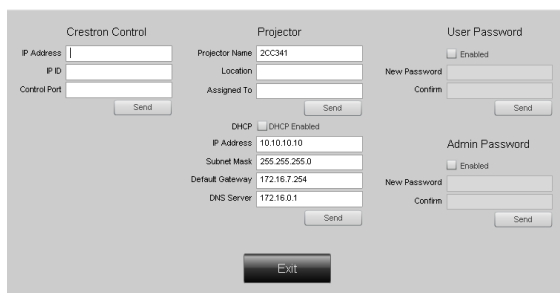 Crestron Control
IP Address
IP ID
Control Port
Send
Projector
Projector Name 2CC341
Location
Assigned To
Send
DHCP DHCP Enabled
IP Address 10.10.10.10
Subnet Mask 255.255.255.0
Default Gateway 172.16.7.254
DNS Server 172.16.0.1
Send
User Password
Enabled
New Password
Confirm
Send
Admin Password
Enabled
New Password
Confirm
Send
Exit